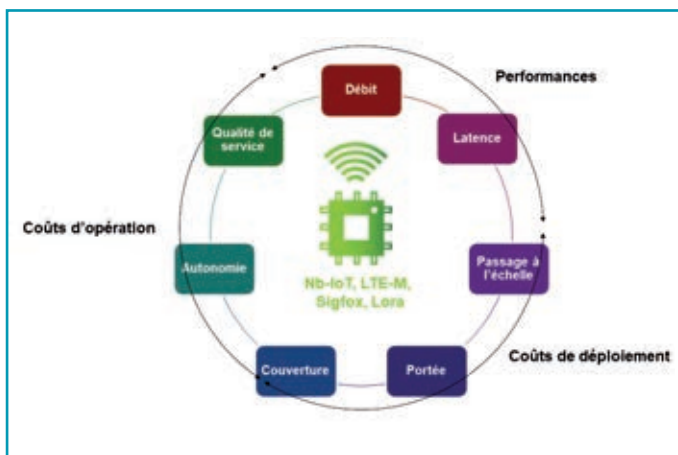 Performances
Débit
Qualité de
service
Latence
Coûts d'opération
Autonomie
Nb-IoT, LTE-M,
Sigfox, Lora
Passage à
l'échelle
Coûts de déploiement
Couverture
Portée